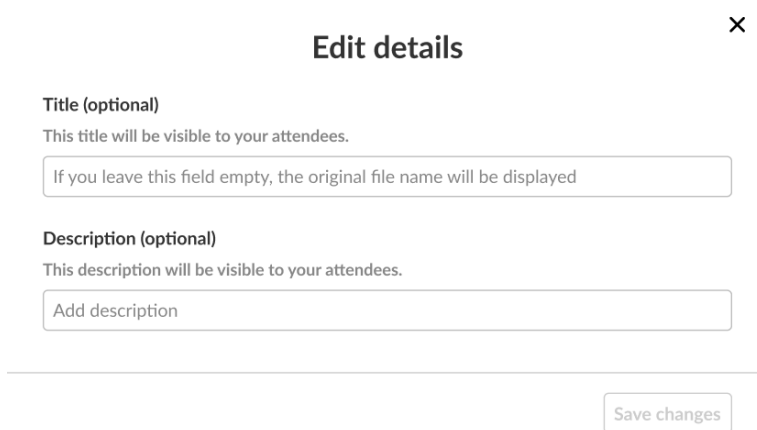 Edit details
Title (optional)
This title will be visible to your attendees.
If you leave this field empty, the original file name will be displayed
Description (optional)
This description will be visible to your attendees.
Add description
Save changes